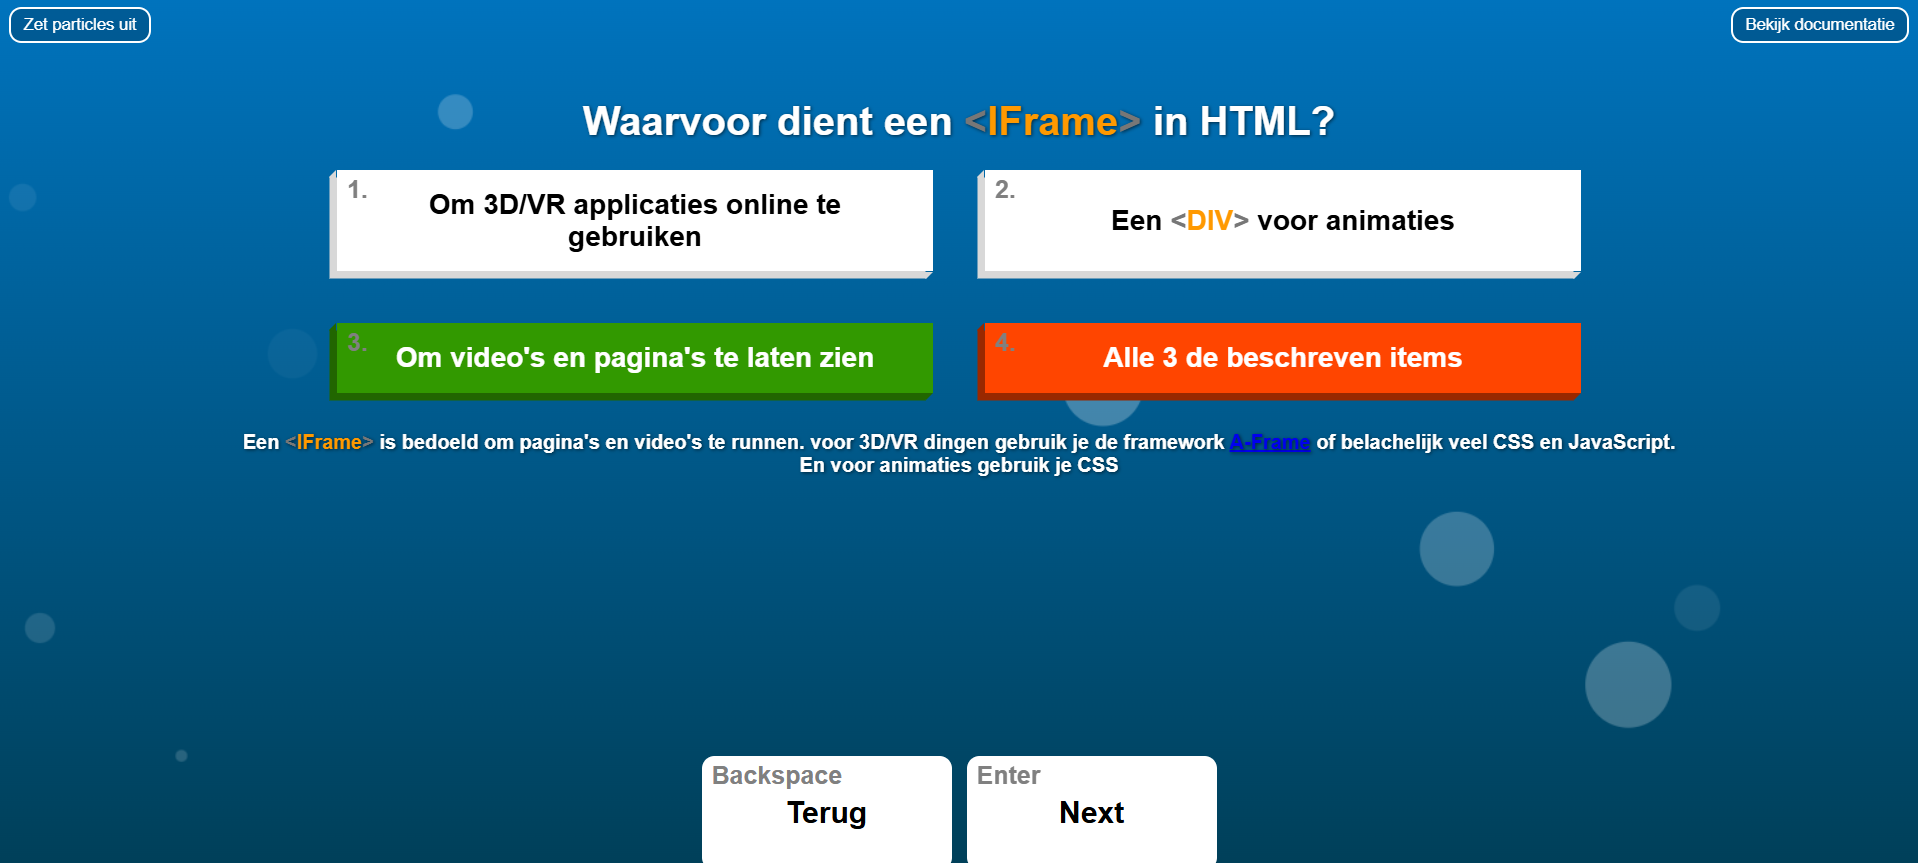 Zet particles uit
Bekijk documentatie
Waarvoor dient een <IFrame> in HTML?
1.
Om 3D/VR applicaties online te
gebruiken
2.
Een <DIV> voor animaties
3.
Om video's en pagina's te laten zien
4.
Alle 3 de beschreven items
Een <IFrame> is bedoeld om pagina's en video's te runnen. voor 3D/VR dingen gebruik je de framework A-Frame of belachelijk veel CSS en JavaScript.
En voor animaties gebruik je CSS
Backspace
Terug
Enter
Next